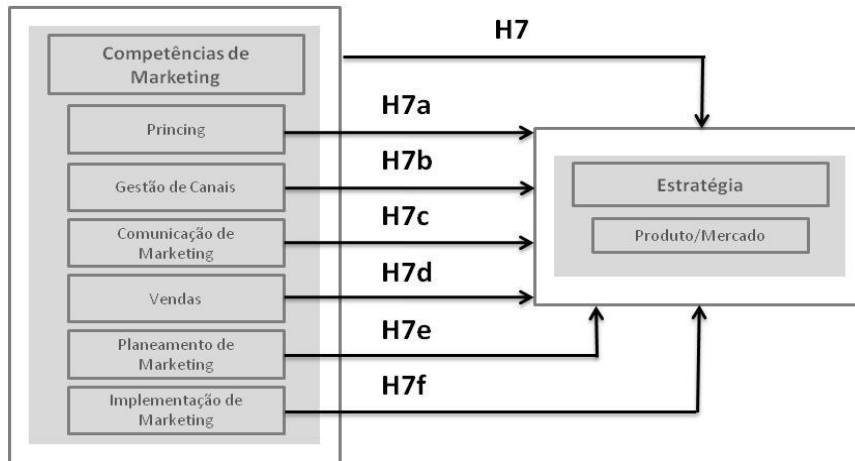 H7
Competências de
Marketing
H7a
Princing
H7b
Gestão de Canais
Estratégia
H7c
Comunicação de
Marketing
Produto/Mercado
H7d
Vendas
H7e
Planeamento de
Marketing
H7f
Implementação de
Marketing